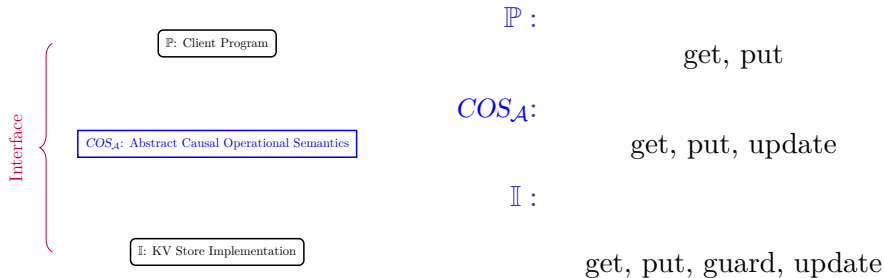 Interface
ℙ: Client Program
COS𝒜: Abstract Causal Operational Semantics
𝕀: KV Store Implementation
ℙ :
get, put
COS𝒜:
get, put, update
𝕀 :
get, put, guard, update